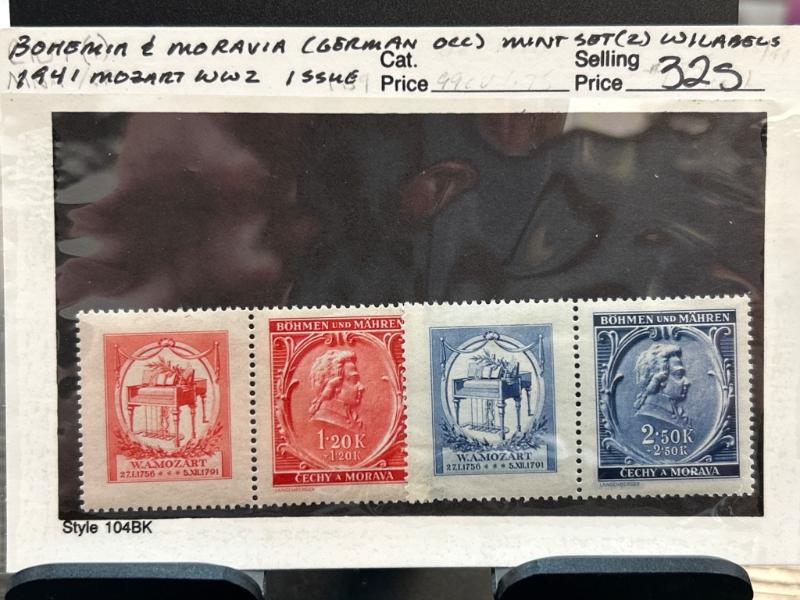 BOHEMIA & MORAVIA (GERMAN OCC) MINT SET(2) W/LABELS
1941 MOZART WW2 ISSUE Cat. Price Selling Price 325
BÖHMEN UND MÄHREN
1·20K
+1·20K
W.A.MOZART
27.I.1756 * * * 5.XII.1791
ČECHY A MORAVA
LANGENBERGER
BÖHMEN UND MÄHREN
2·50K
+2·50K
W.A.MOZART
27.I.1756 * * * 5.XII.1791
ČECHY A MORAVA
LANGENBERGER
Style 104BK